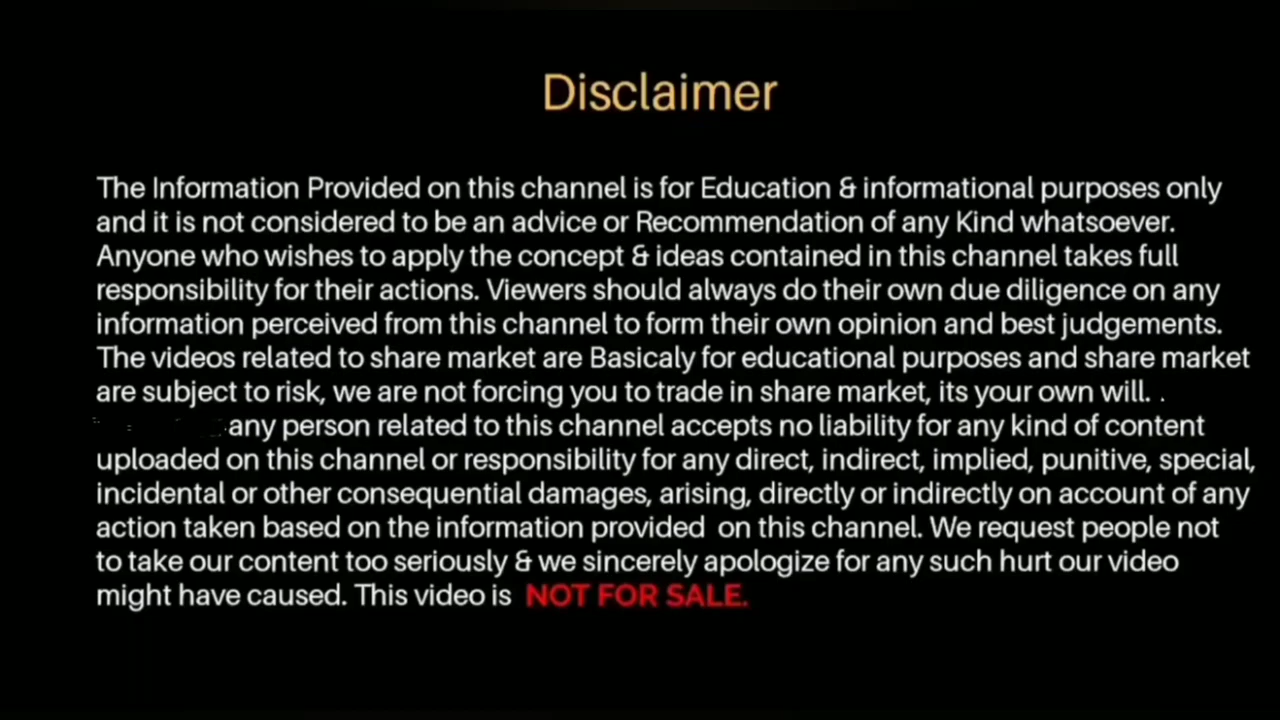 Disclaimer
The Information Provided on this channel is for Education & informational purposes only
and it is not considered to be an advice or Recommendation of any Kind whatsoever.
Anyone who wishes to apply the concept & ideas contained in this channel takes full
responsibility for their actions. Viewers should always do their own due diligence on any
information perceived from this channel to form their own opinion and best judgements.
The videos related to share market are Basicaly for educational purposes and share market
are subject to risk, we are not forcing you to trade in share market, its your own will. .
any person related to this channel accepts no liability for any kind of content
uploaded on this channel or responsibility for any direct, indirect, implied, punitive, special,
incidental or other consequential damages, arising, directly or indirectly on account of any
action taken based on the information provided  on this channel. We request people not
to take our content too seriously & we sincerely apologize for any such hurt our video
might have caused. This video is  NOT FOR SALE.